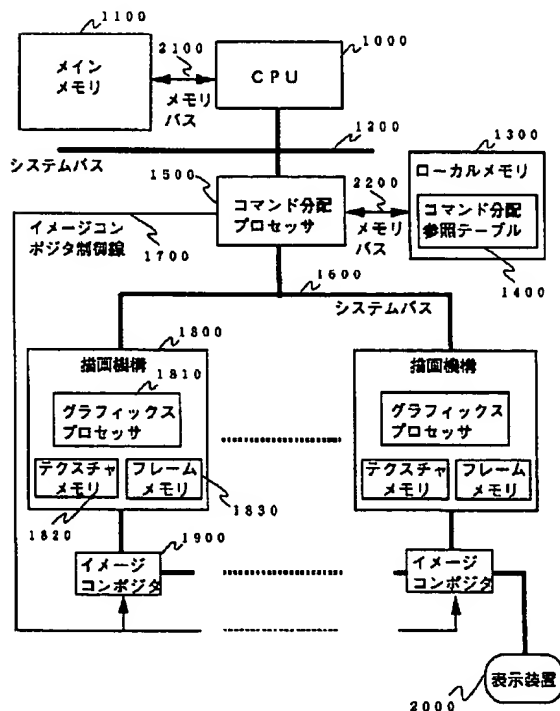 1100
メイン
メモリ
2100
メモリ
バス
1000
CPU
1200
システムバス
1300
ローカルメモリ
コマンド分配
参照テーブル
1400
1500
コマンド分配
プロセッサ
2200
メモリ
バス
イメージコン
ポジタ制御線
1700
1600
システムバス
1800
描画機構
1810
グラフィックス
プロセッサ
テクスチャ
メモリ
フレーム
メモリ
1820
1830
描画機構
グラフィックス
プロセッサ
テクスチャ
メモリ
フレーム
メモリ
1900
イメージ
コンポジタ
イメージ
コンポジタ
表示装置
2000